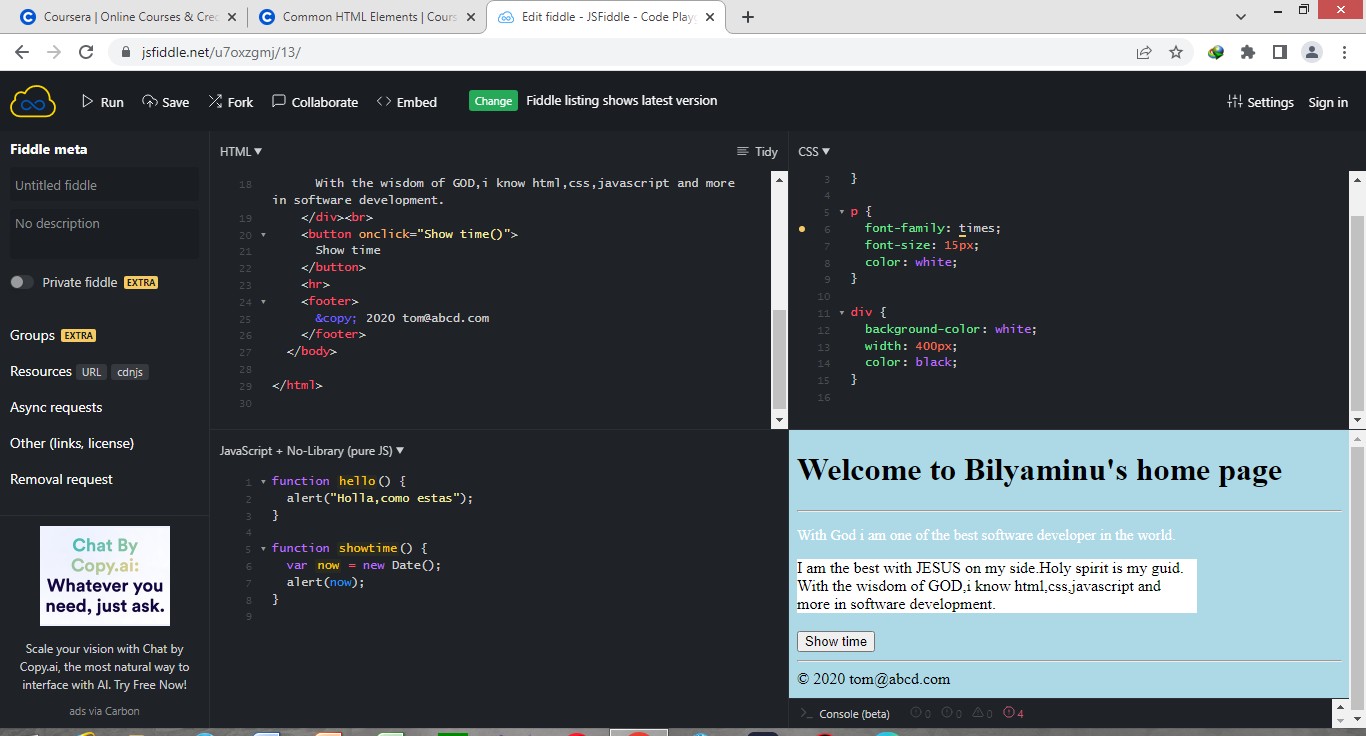 Coursera | Online Courses & Cred
Common HTML Elements | Cours
Edit fiddle - JSFiddle - Code Playg
jsfiddle.net/u7oxzgmj/13/
Run
Save
Fork
Collaborate
Embed
Change
Fiddle listing shows latest version
Settings
Sign in
Fiddle meta
Untitled fiddle
No description
Private fiddle EXTRA
Groups EXTRA
Resources URL cdnjs
Async requests
Other (links, license)
Removal request
Chat By
Copy.ai:
Whatever you
need, just ask.
Scale your vision with Chat by
Copy.ai, the most natural way to
interface with AI. Try Free Now!
ads via Carbon
HTML ▼
Tidy
18 With the wisdom of GOD,i know html,css,javascript and more
in software development.
19 </div><br>
20 <button onclick="Show time()">
21 Show time
22 </button>
23 <hr>
24 <footer>
25 &copy; 2020 tom@abcd.com
26 </footer>
27 </body>
28
29 </html>
30
CSS ▼
3 }
4
5 p {
6 font-family: times;
7 font-size: 15px;
8 color: white;
9 }
10
11 div {
12 background-color: white;
13 width: 400px;
14 color: black;
15 }
16
JavaScript + No-Library (pure JS) ▼
1 function hello() {
2 alert("Holla,como estas");
3 }
4
5 function showtime() {
6 var now = new Date();
7 alert(now);
8 }
9
Welcome to Bilyaminu's home page
With God i am one of the best software developer in the world.
I am the best with JESUS on my side.Holy spirit is my guid.
With the wisdom of GOD,i know html,css,javascript and
more in software development.
Show time
© 2020 tom@abcd.com
>_ Console (beta) 0 0 0 4